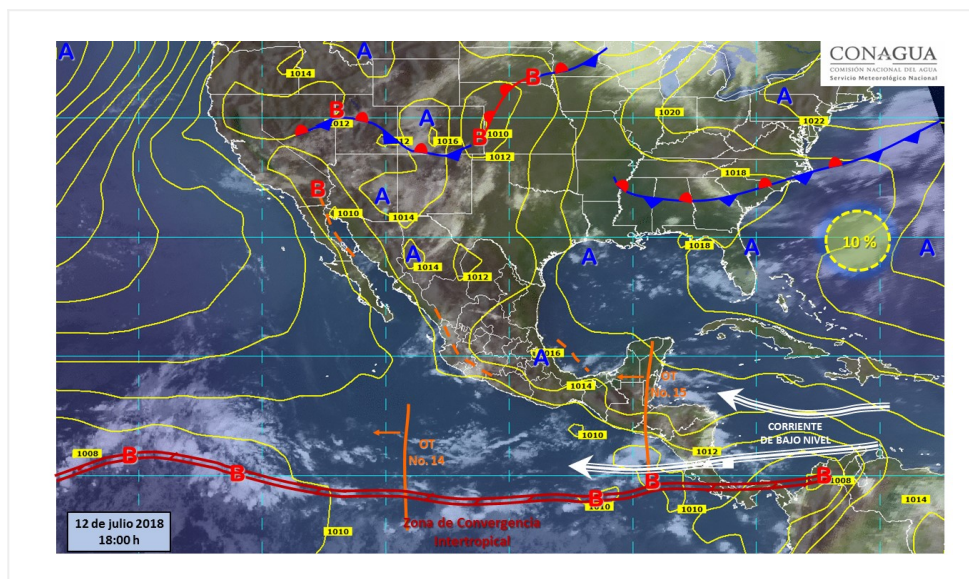 A
A
1014
B
1010
CONAGUA
COMISIÓN NACIONAL DEL AGUA
Servicio Meteorológico Nacional
A
1020
B
1012
A
1012
1016
B
1010
1022
1012
1018
B
A
1010
1014
1018
10 %
A
A
A
A
1014
1012
A
1016
OT
No. 15
1014
CORRIENTE
DE BAJO NIVEL
1010
OT
No. 14
1012
1008
B
B
B
B
B
1008
1010
1010
1010
1014
Zona de Convergencia
Intertropical
12 de julio 2018
18:00 h